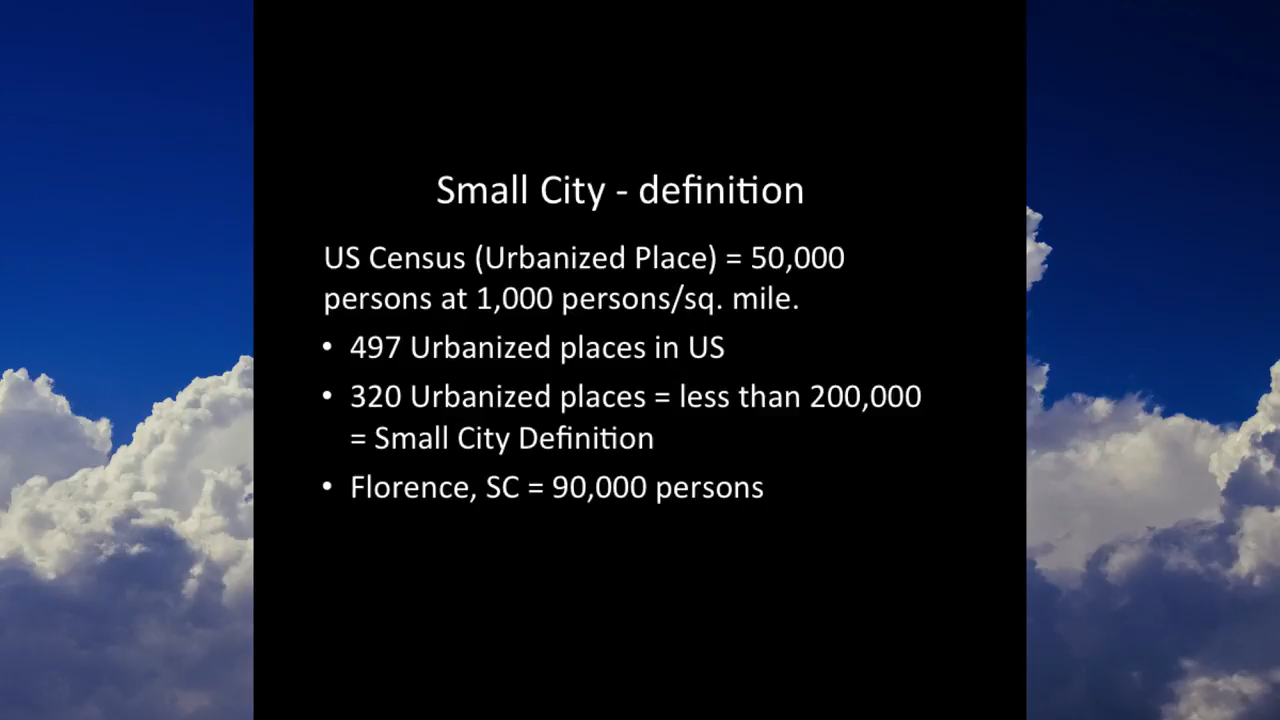 Small City - definition
US Census (Urbanized Place) = 50,000
persons at 1,000 persons/sq. mile.
• 497 Urbanized places in US
• 320 Urbanized places = less than 200,000
= Small City Definition
• Florence, SC = 90,000 persons